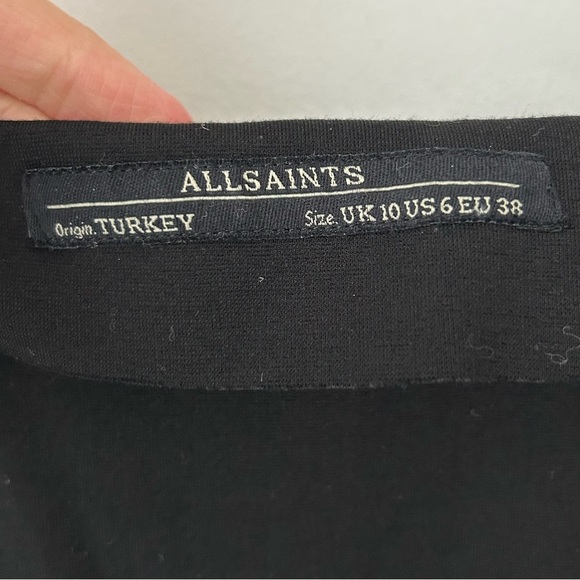 ALLSAINTS
Origin. TURKEY Size. UK 10 US 6 EU 38